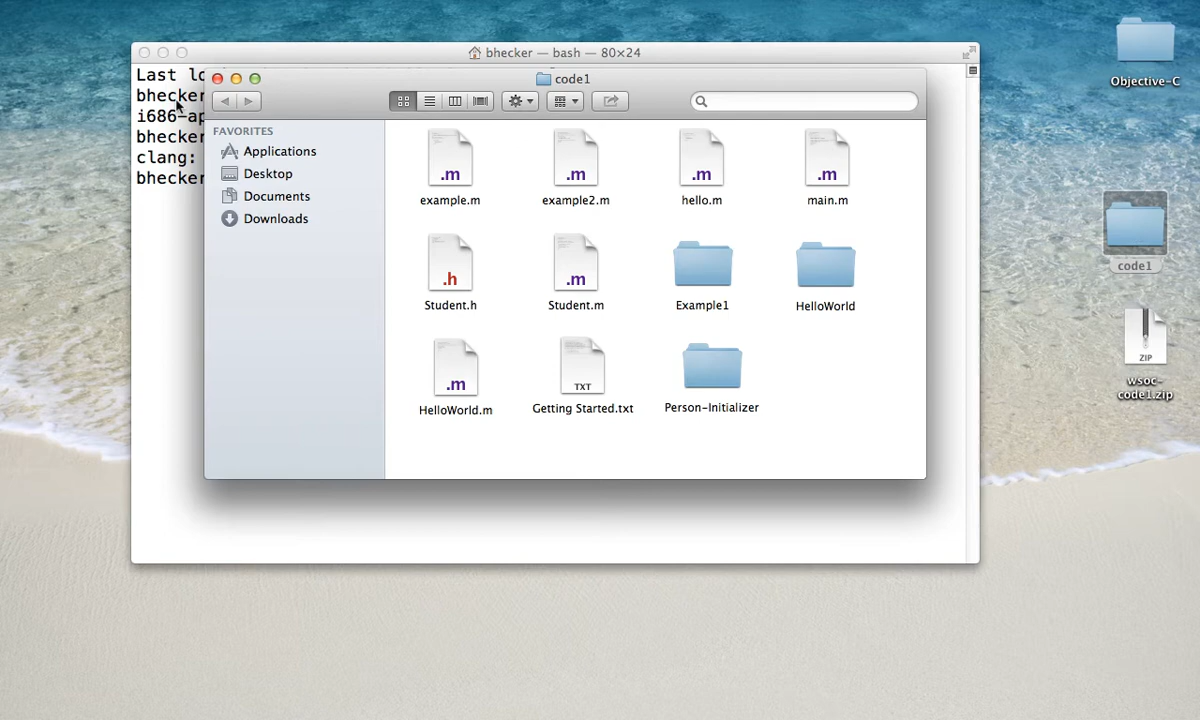 bhecker — bash — 80×24
Last lo
bhecker
i686-ap
bhecker
clang:
bhecker
code1
FAVORITES
Applications
Desktop
Documents
Downloads
.m
example.m
.m
example2.m
.m
hello.m
.m
main.m
.h
Student.h
.m
Student.m
Example1
HelloWorld
.m
HelloWorld.m
TXT
Getting Started.txt
Person-Initializer
Objective-C
code1
ZIP
wsoc-
code1.zip